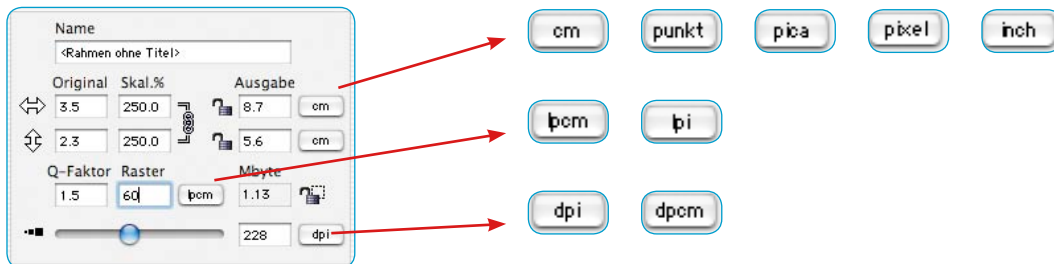 Name
<Rahmen ohne Titel>
Original Skal.% Ausgabe
3.5 250.0 8.7 cm
2.3 250.0 5.6 cm
Q-Faktor Raster Mbyte
1.5 60 lpcm 1.13
228 dpi
cm punkt pica pixel inch
lpcm lpi
dpi dpcm